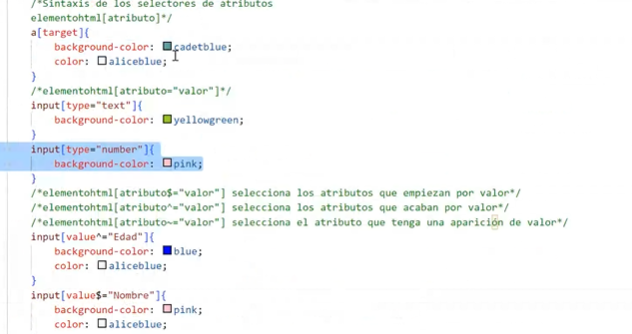 /*Sintaxis de los selectores de atributos
elementohtml[atributo]*/
a[target]{
background-color: cadetblue;
color: aliceblue;
}
/*elementohtml[atributo="valor"]*/
input[type="text"]{
background-color: yellowgreen;
}
input[type="number"]{
background-color: pink;
}
/*elementohtml[atributo$="valor"] selecciona los atributos que empiezan por valor*/
/*elementohtml[atributo^="valor"] selecciona los atributos que acaban por valor*/
/*elementohtml[atributo~="valor"] selecciona el atributo que tenga una aparición de valor*/
input[value^="Edad"]{
background-color: blue;
color: aliceblue;
}
input[value$="Nombre"]{
background-color: pink;
color: aliceblue;